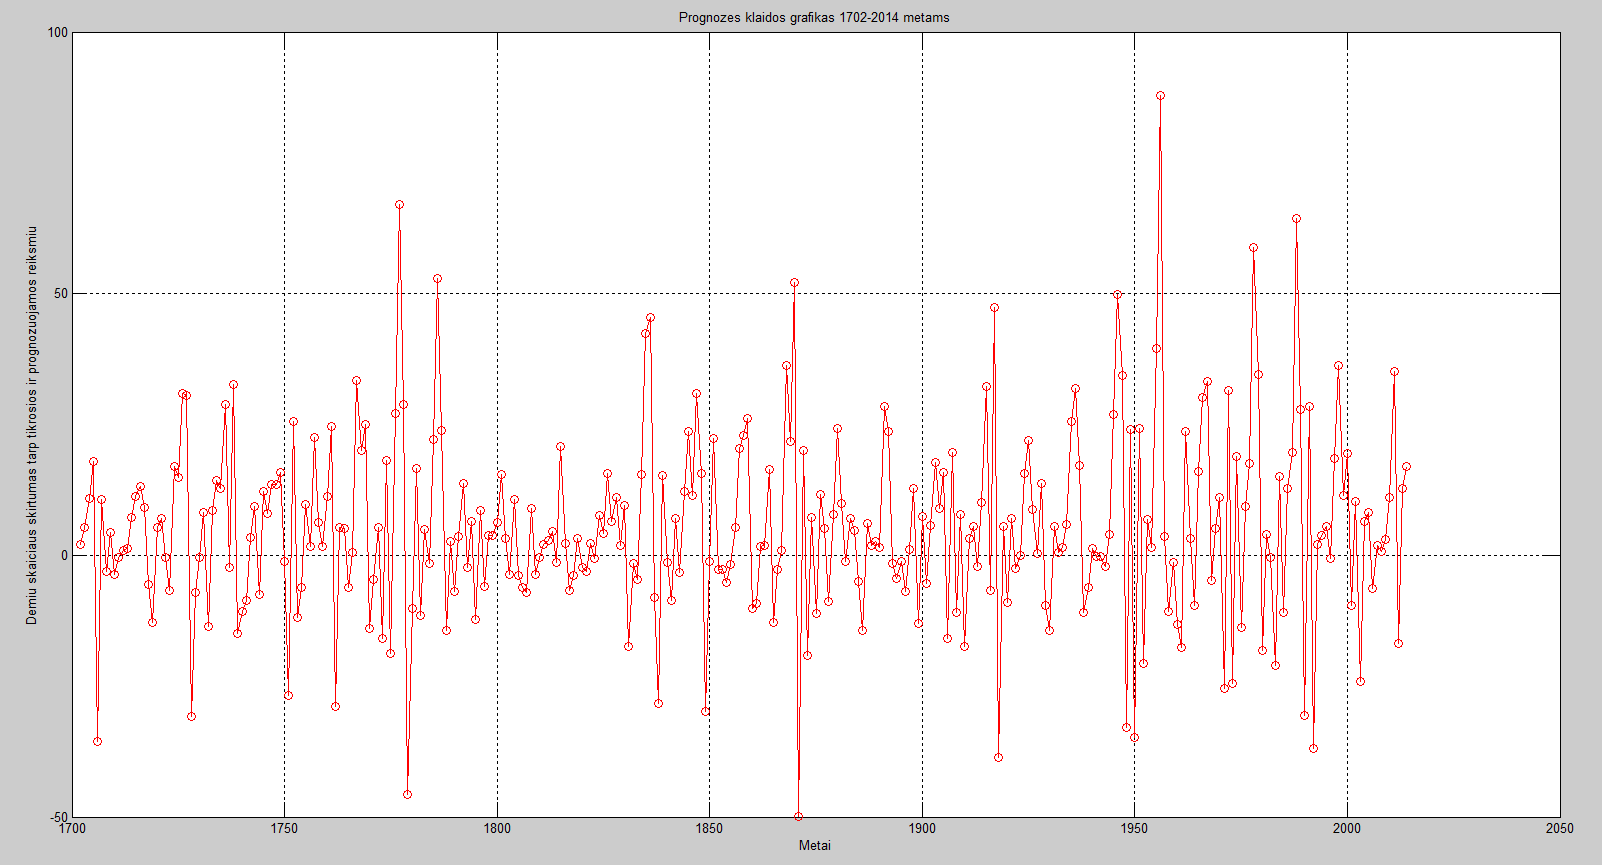 Prognozes klaidos grafikas 1702-2014 metams
Demiu skaiciaus skirtumas tarp tikrosios ir prognozuojamos reiksmiu
100
50
0
-50
1700 1750 1800 1850 1900 1950 2000 2050
Metai